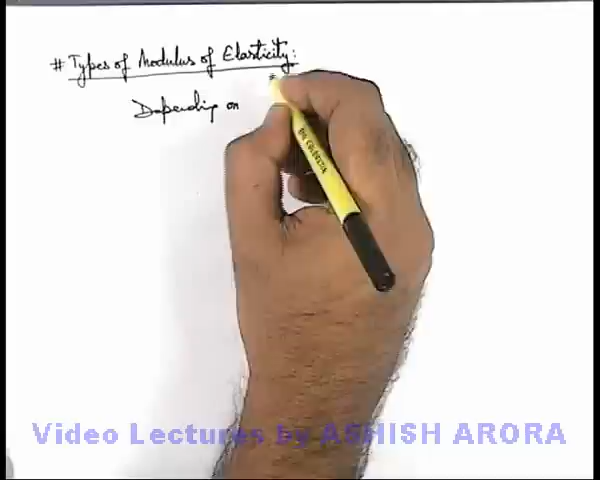 # Types of Modulus of Elasticity:
Depending on
Video Lectures by ASHISH ARORA